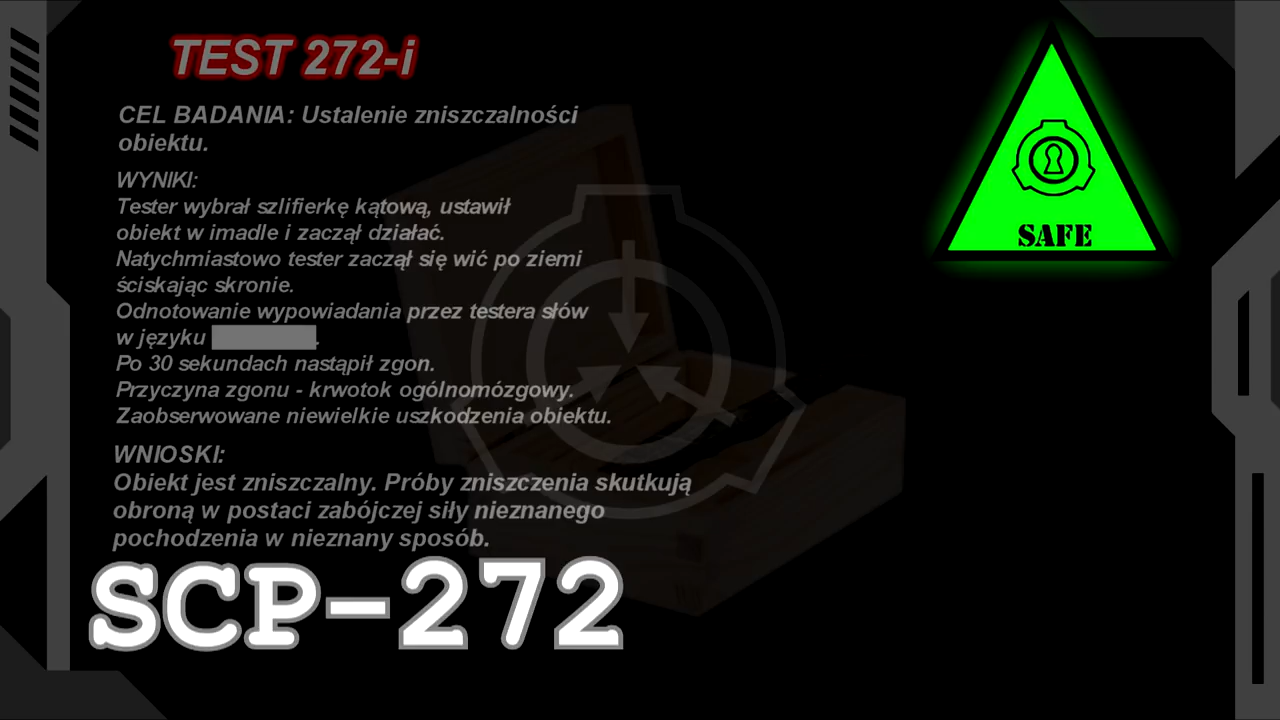 TEST 272-i
CEL BADANIA: Ustalenie zniszczalności
obiektu.
WYNIKI:
Tester wybrał szlifierkę kątową, ustawił
obiekt w imadle i zaczął działać.
Natychmiastowo tester zaczął się wić po ziemi
ściskając skronie.
Odnotowanie wypowiadania przez testera słów
w języku .
Po 30 sekundach nastąpił zgon.
Przyczyna zgonu - krwotok ogólnomózgowy.
Zaobserwowane niewielkie uszkodzenia obiektu.
WNIOSKI:
Obiekt jest zniszczalny. Próby zniszczenia skutkują
obroną w postaci zabójczej siły nieznanego
pochodzenia w nieznany sposób.
SCP-272
SAFE